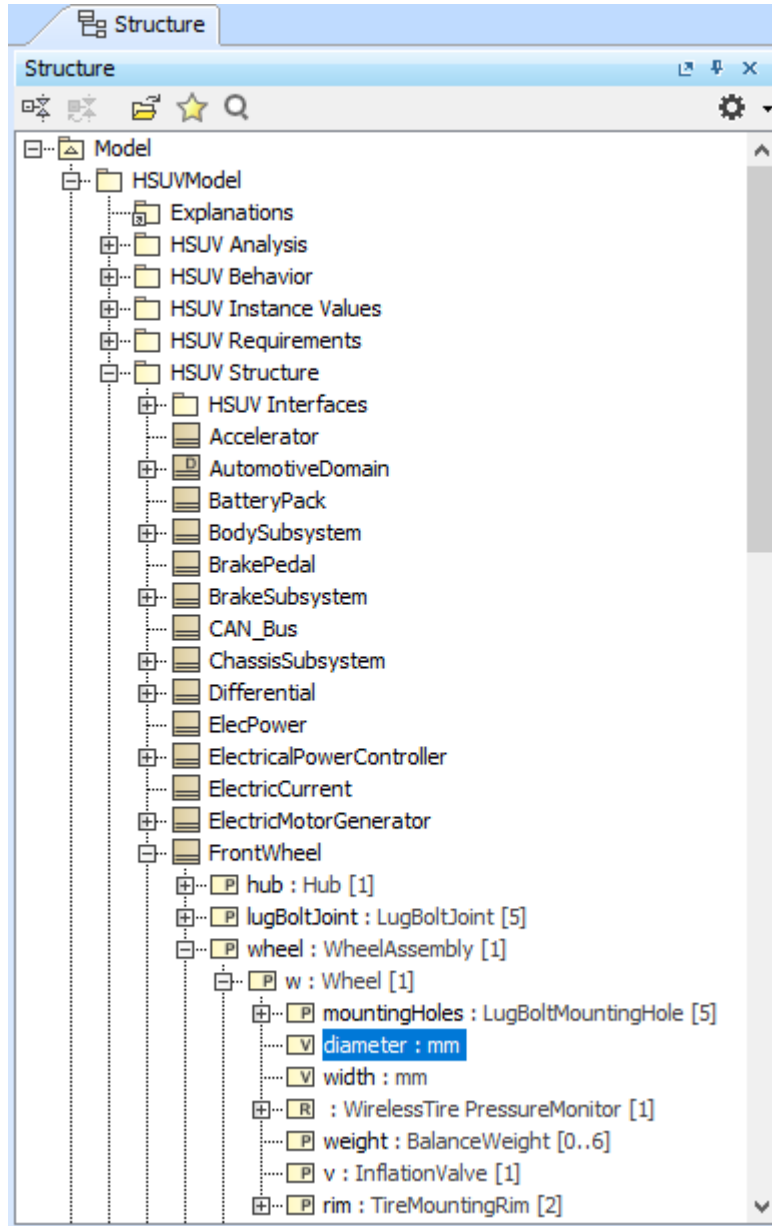 Structure
Structure
Model
HSUVModel
Explanations
HSUV Analysis
HSUV Behavior
HSUV Instance Values
HSUV Requirements
HSUV Structure
HSUV Interfaces
Accelerator
D AutomotiveDomain
BatteryPack
BodySubsystem
BrakePedal
BrakeSubsystem
CAN_Bus
ChassisSubsystem
Differential
ElecPower
ElectricalPowerController
ElectricCurrent
ElectricMotorGenerator
FrontWheel
P hub : Hub [1]
P lugBoltJoint : LugBoltJoint [5]
P wheel : WheelAssembly [1]
P w : Wheel [1]
P mountingHoles : LugBoltMountingHole [5]
V diameter : mm
V width : mm
R : WirelessTire PressureMonitor [1]
P weight : BalanceWeight [0..6]
P v : InflationValve [1]
P rim : TireMountingRim [2]